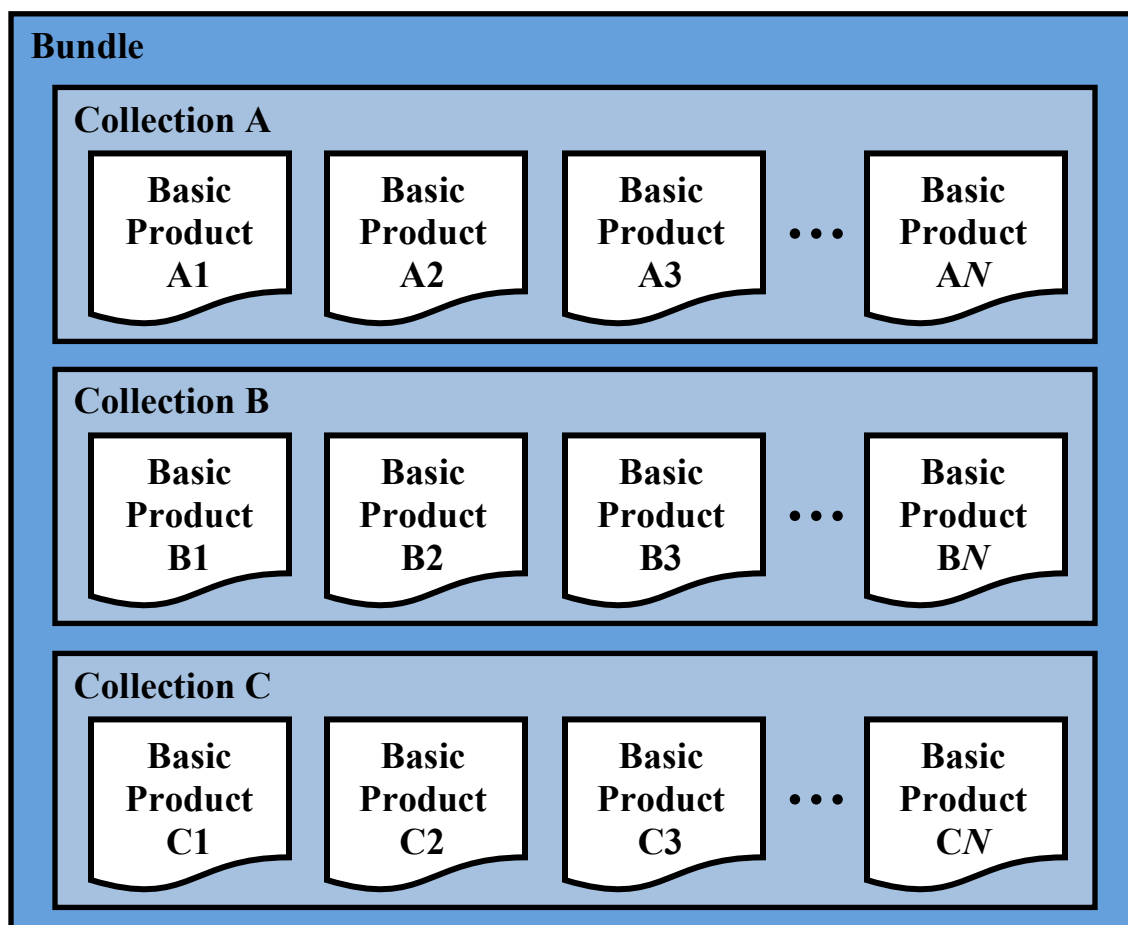 Bundle
Collection A
Basic
Product
A1
Basic
Product
A2
Basic
Product
A3
•••
Basic
Product
AN
Collection B
Basic
Product
B1
Basic
Product
B2
Basic
Product
B3
•••
Basic
Product
BN
Collection C
Basic
Product
C1
Basic
Product
C2
Basic
Product
C3
•••
Basic
Product
CN